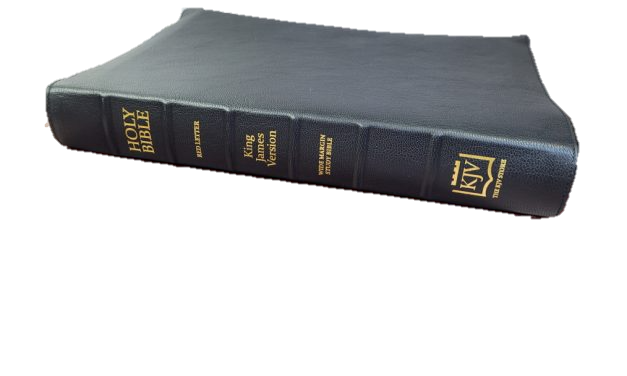 HOLY
BIBLE
RED LETTER
King
James
Version
WIDE MARGIN
STUDY BIBLE
KJV
THE KJV STORE